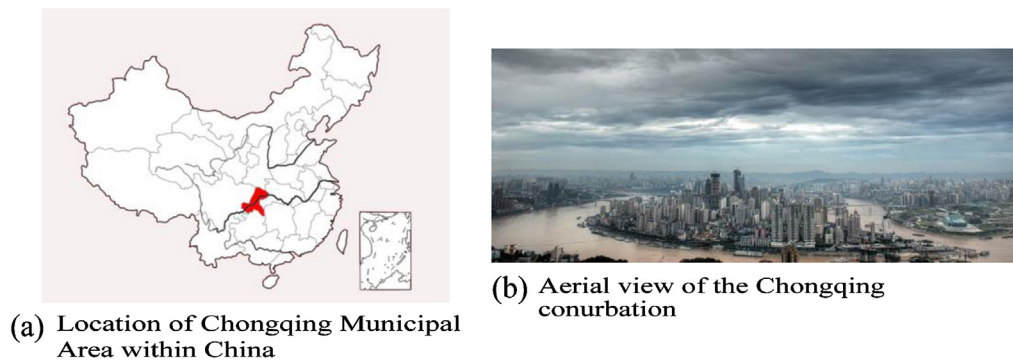 (a) Location of Chongqing Municipal
Area within China
(b) Aerial view of the Chongqing
conurbation